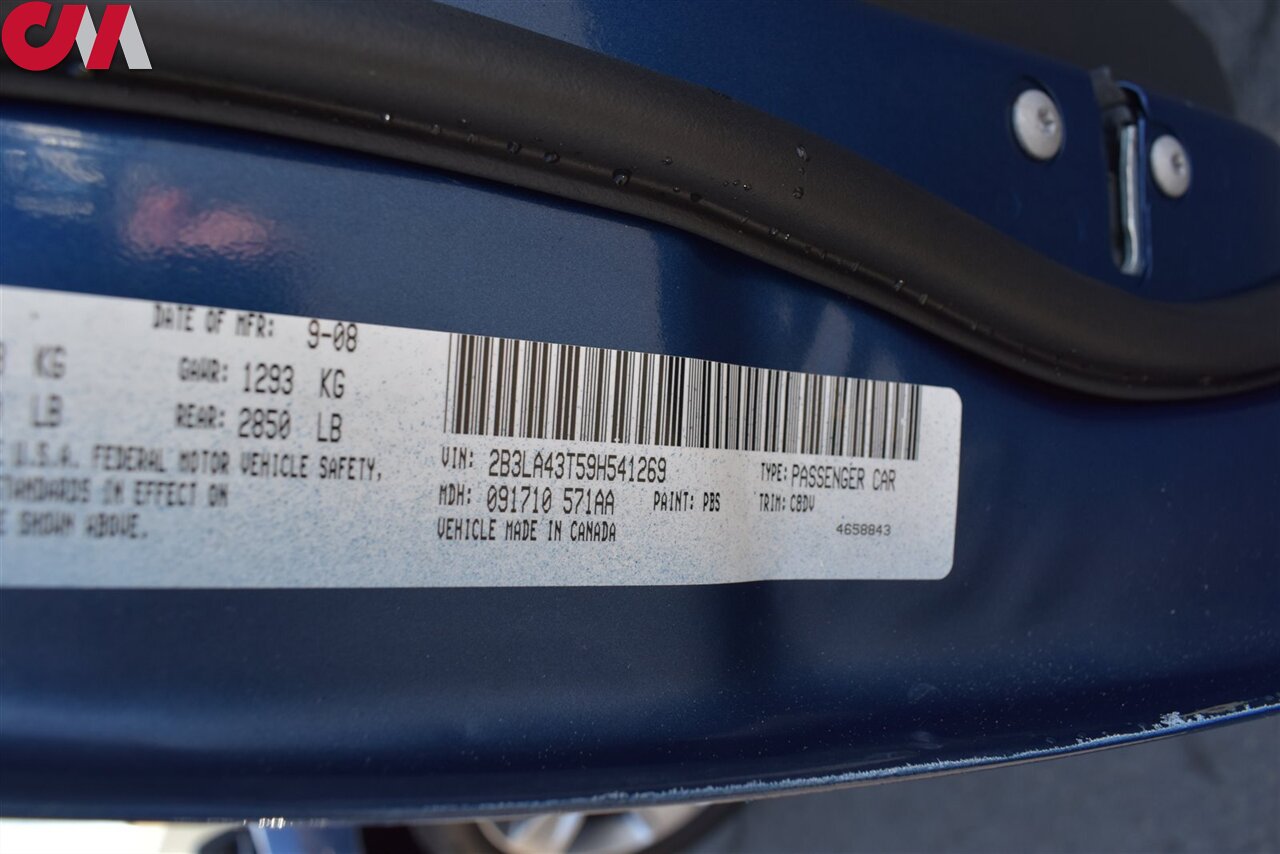 CM
DATE OF MFR: 9-08
KG GAWR: 1293 KG
LB REAR: 2850 LB
U.S.A. FEDERAL MOTOR VEHICLE SAFETY,
STANDARDS IN EFFECT ON
SHOWN ABOVE.
VIN: 2B3LA43T59H541269 TYPE: PASSENGER CAR
MDH: 091710 571AA PAINT: PBS TRIM: C8DV
VEHICLE MADE IN CANADA 4658843